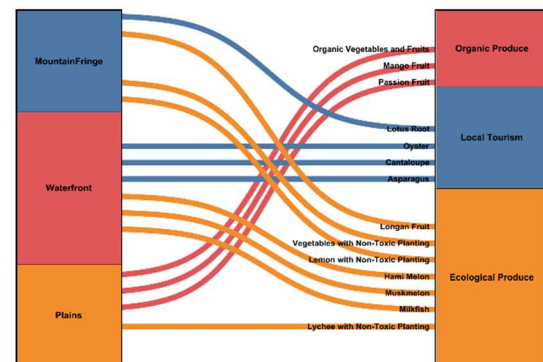 MountainFringe
Waterfront
Plains
Organic Vegetables and Fruits
Mango Fruit
Passion Fruit
Lotus Root
Oyster
Cantaloupe
Asparagus
Longan Fruit
Vegetables with Non-Toxic Planting
Lemon with Non-Toxic Planting
Hami Melon
Muskmelon
Milkfish
Lychee with Non-Toxic Planting
Organic Produce
Local Tourism
Ecological Produce